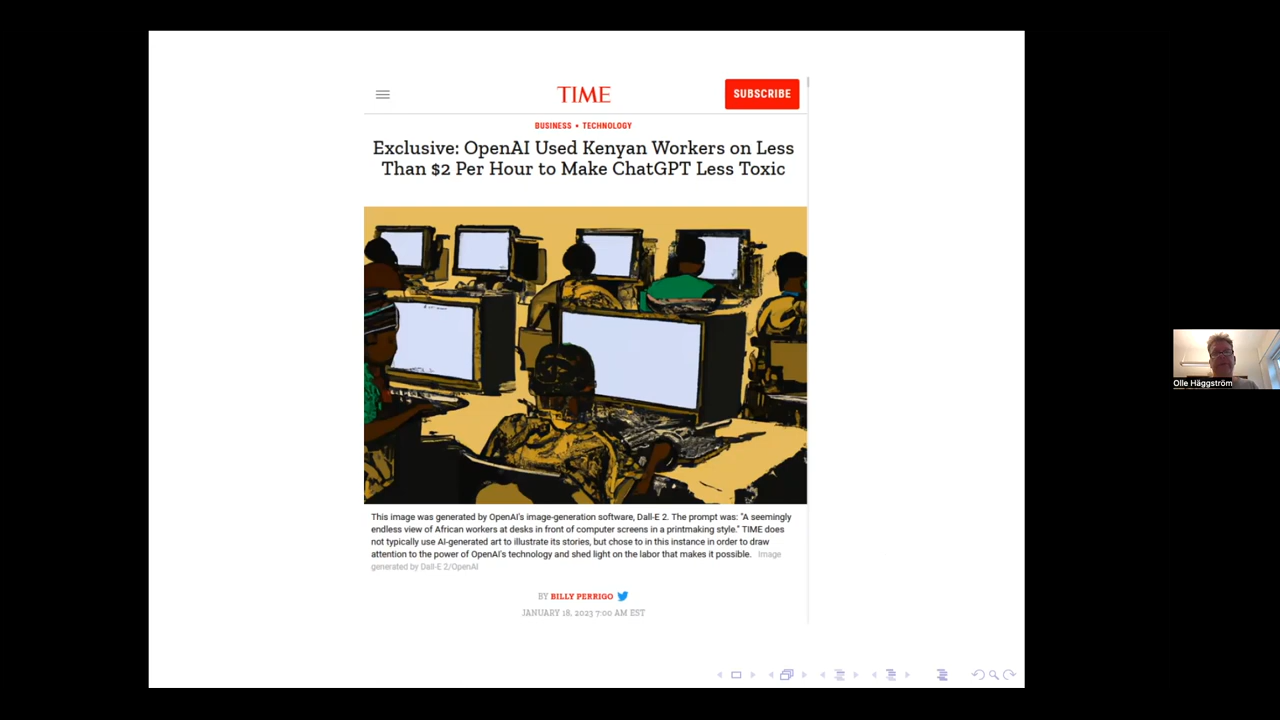 TIME
SUBSCRIBE
BUSINESS • TECHNOLOGY
Exclusive: OpenAI Used Kenyan Workers on Less
Than $2 Per Hour to Make ChatGPT Less Toxic
This image was generated by OpenAI's image-generation software, Dall-E 2. The prompt was: "A seemingly
endless view of African workers at desks in front of computer screens in a printmaking style." TIME does
not typically use AI-generated art to illustrate its stories, but chose to in this instance in order to draw
attention to the power of OpenAI's technology and shed light on the labor that makes it possible. Image
generated by Dall-E 2/OpenAI
BY BILLY PERRIGO
JANUARY 18, 2023 7:00 AM EST
Olle Häggström